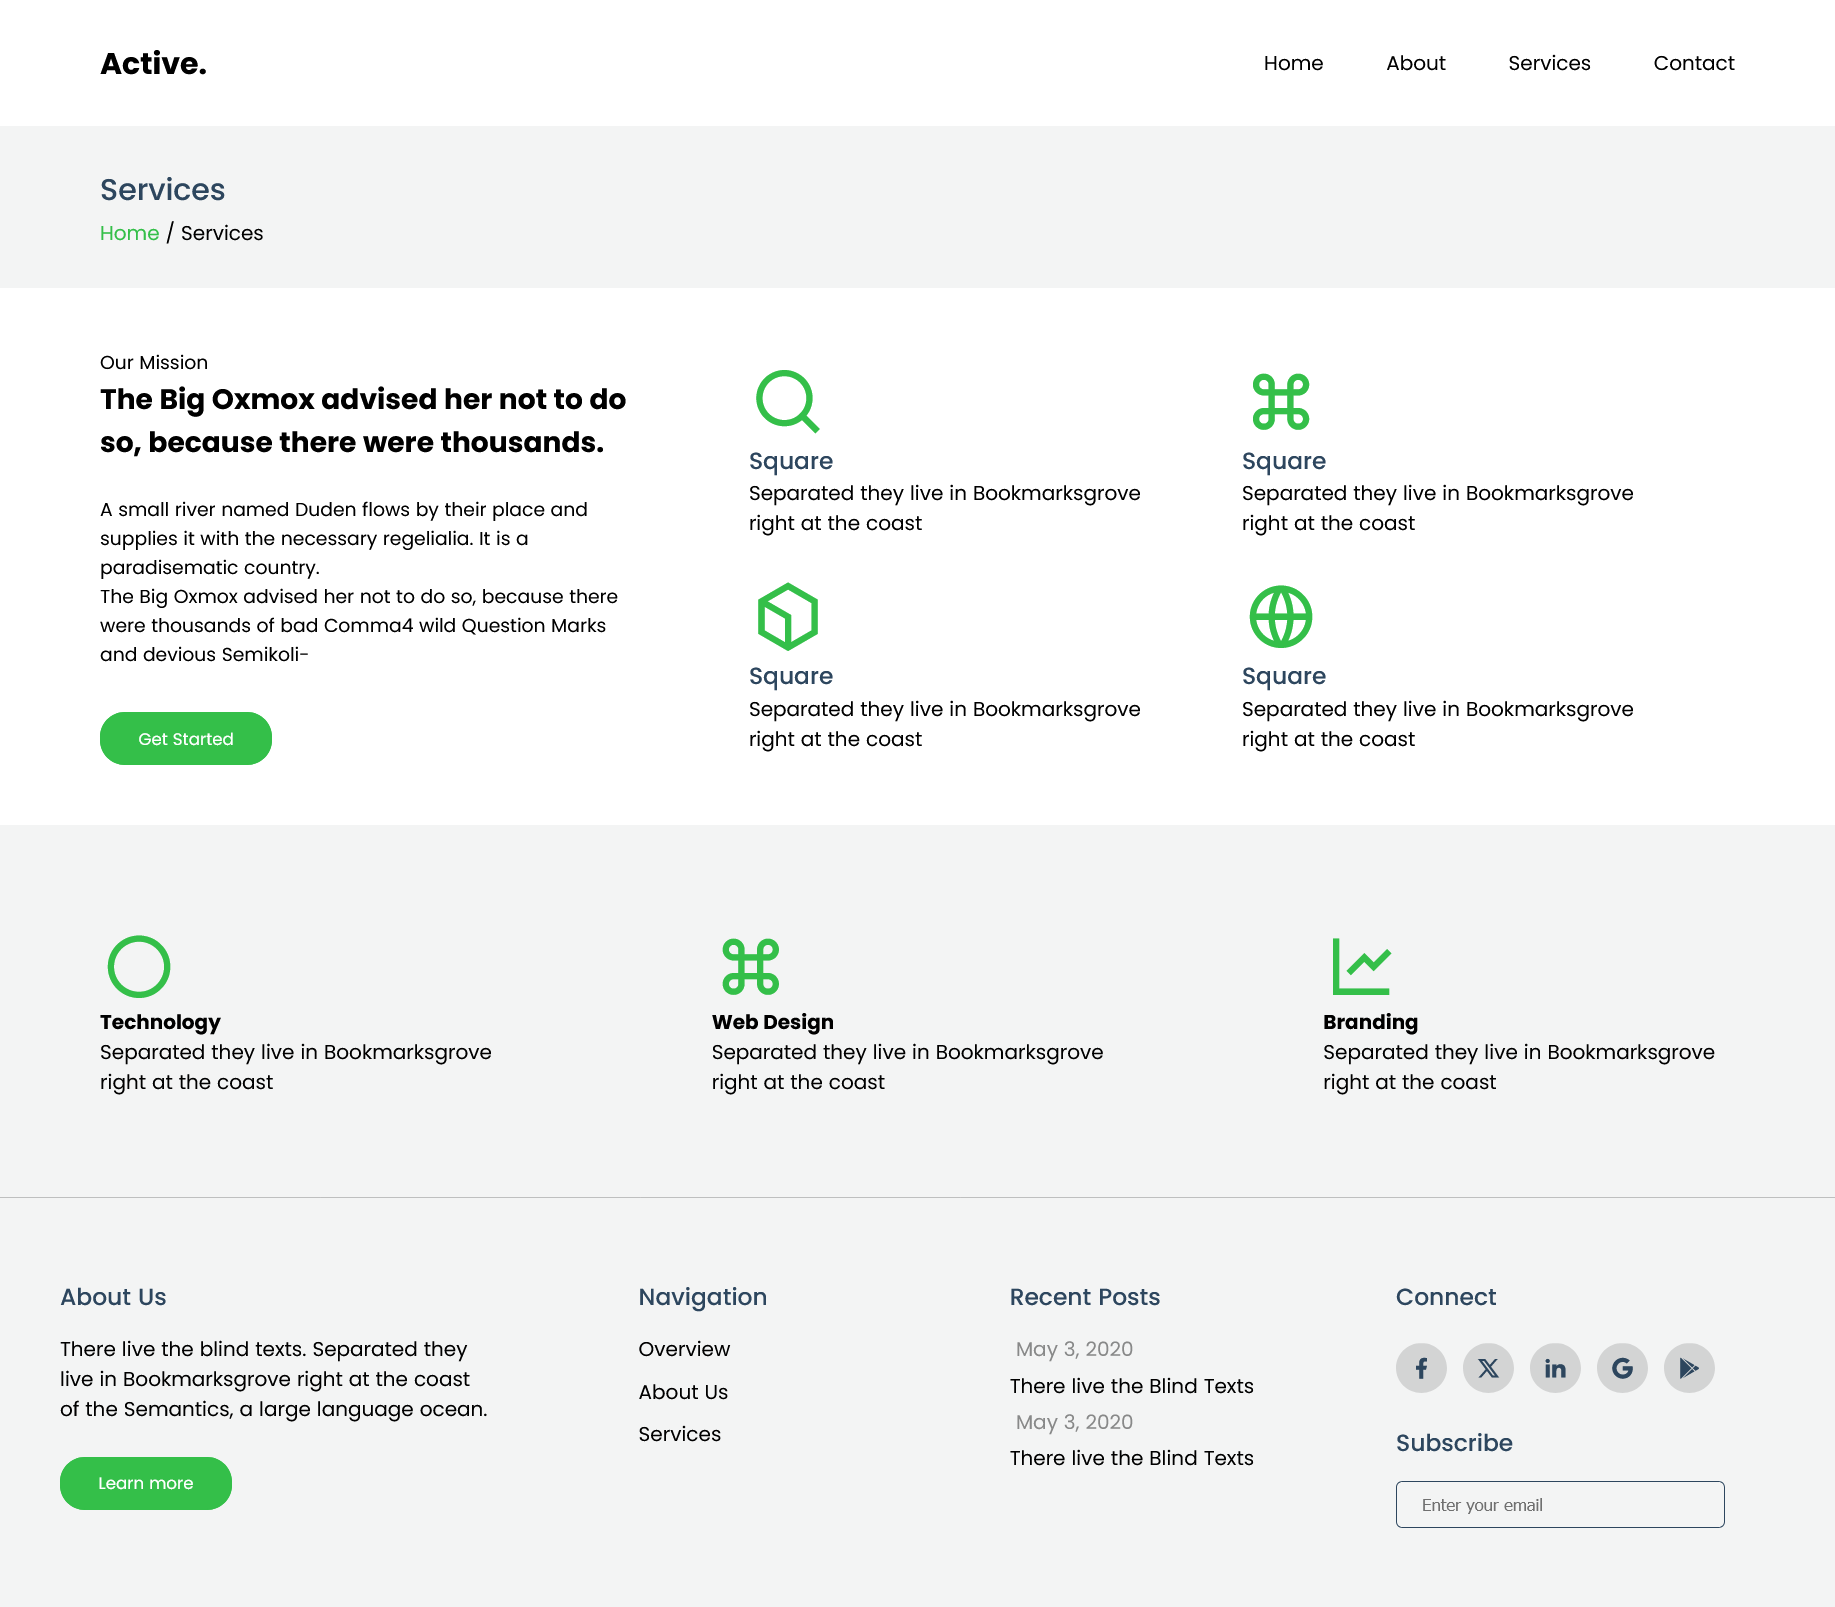 Active.
Home
About
Services
Contact
Services
Home / Services
Our Mission
The Big Oxmox advised her not to do
so, because there were thousands.
A small river named Duden flows by their place and
supplies it with the necessary regelialia. It is a
paradisematic country.
The Big Oxmox advised her not to do so, because there
were thousands of bad Comma4 wild Question Marks
and devious Semikoli-
Get Started
Square
Separated they live in Bookmarksgrove
right at the coast
Square
Separated they live in Bookmarksgrove
right at the coast
Square
Separated they live in Bookmarksgrove
right at the coast
Square
Separated they live in Bookmarksgrove
right at the coast
Technology
Separated they live in Bookmarksgrove
right at the coast
Web Design
Separated they live in Bookmarksgrove
right at the coast
Branding
Separated they live in Bookmarksgrove
right at the coast
About Us
There live the blind texts. Separated they
live in Bookmarksgrove right at the coast
of the Semantics, a large language ocean.
Learn more
Navigation
Overview
About Us
Services
Recent Posts
May 3, 2020
There live the Blind Texts
May 3, 2020
There live the Blind Texts
Connect
Subscribe
Enter your email